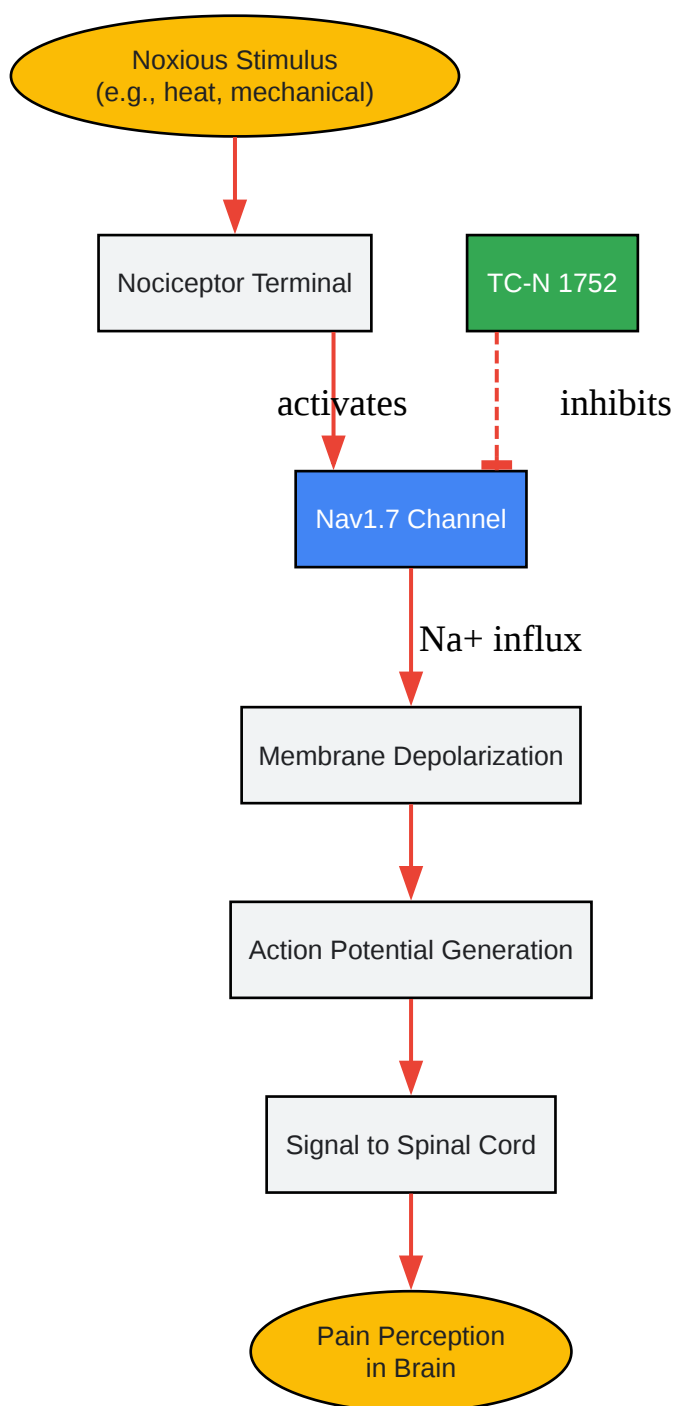 Noxious Stimulus
(e.g., heat, mechanical)
Nociceptor Terminal
TC-N 1752
activates
inhibits
Nav1.7 Channel
Na+ influx
Membrane Depolarization
Action Potential Generation
Signal to Spinal Cord
Pain Perception
in Brain